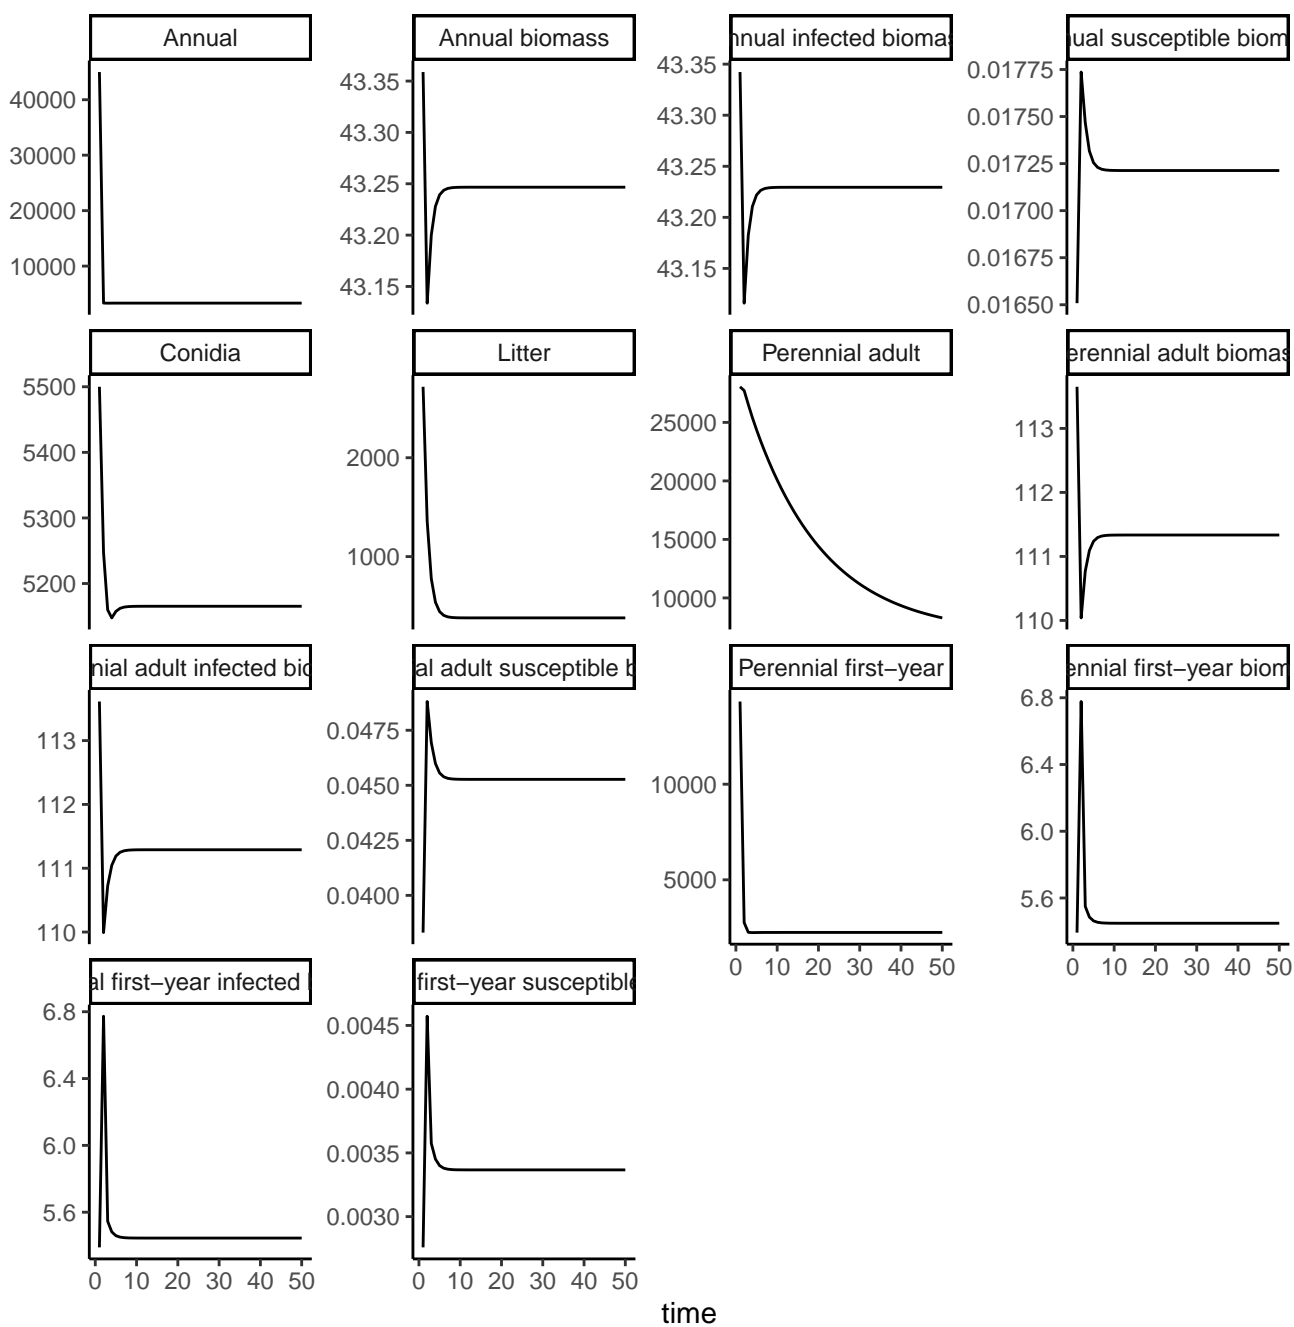 Annual
Annual biomass
nnual infected biomas
ual susceptible biom
40000
30000
20000
10000
43.35
43.30
43.25
43.20
43.15
43.35
43.30
43.25
43.20
43.15
0.01775
0.01750
0.01725
0.01700
0.01675
0.01650
Conidia
Litter
Perennial adult
erennial adult biomas
5500
5400
5300
5200
2000
1000
25000
20000
15000
10000
113
112
111
110
nial adult infected bio
al adult susceptible b
Perennial first−year
ennial first−year biom
113
112
111
110
0.0475
0.0450
0.0425
0.0400
10000
5000
0 10 20 30 40 50
6.8
6.4
6.0
5.6
0 10 20 30 40 50
al first−year infected
first−year susceptible
6.8
6.4
6.0
5.6
0 10 20 30 40 50
0.0045
0.0040
0.0035
0.0030
0 10 20 30 40 50
time